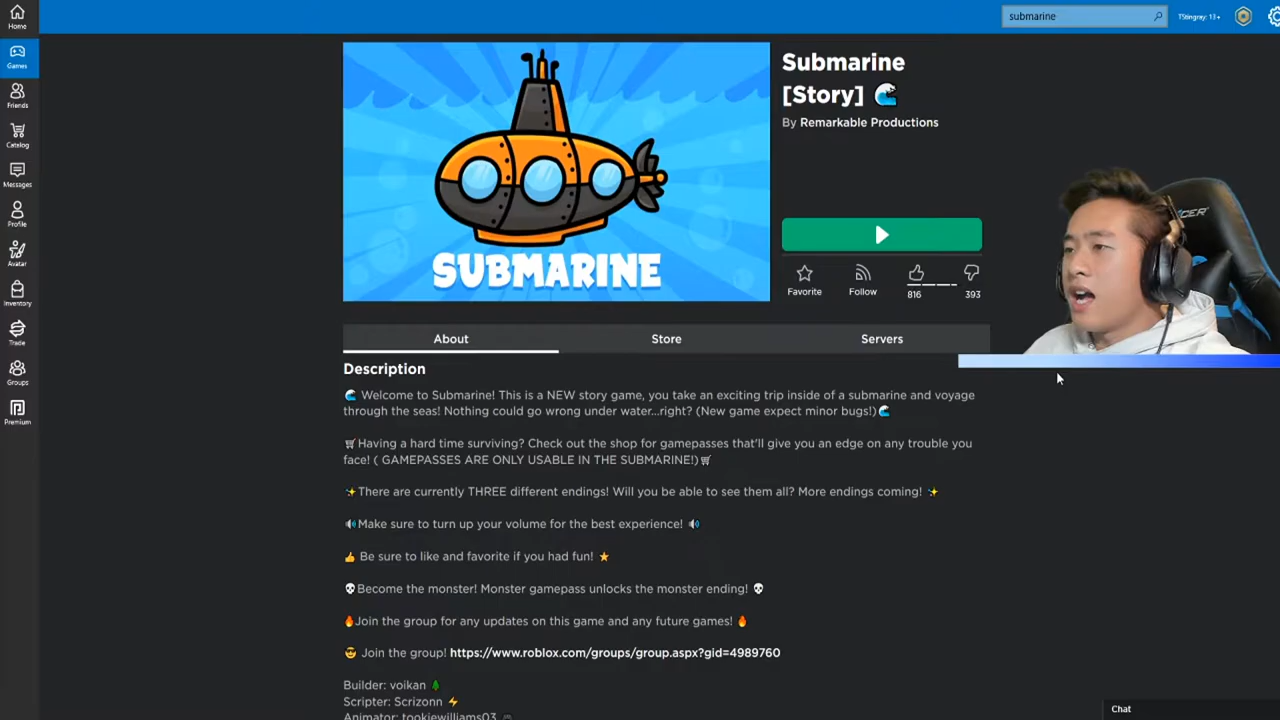 submarine
TStingray: 13+
Home
Games
Friends
Catalog
Messages
Profile
Avatar
Inventory
Trade
Groups
Premium
SUBMARINE
Submarine
[Story] 🌊
By Remarkable Productions
Favorite
Follow
816
393
About
Store
Servers
Description
🌊 Welcome to Submarine! This is a NEW story game, you take an exciting trip inside of a submarine and voyage
through the seas! Nothing could go wrong under water...right? (New game expect minor bugs!)🌊
🛒Having a hard time surviving? Check out the shop for gamepasses that'll give you an edge on any trouble you
face! ( GAMEPASSES ARE ONLY USABLE IN THE SUBMARINE!)🛒
✨There are currently THREE different endings! Will you be able to see them all? More endings coming! ✨
🔊Make sure to turn up your volume for the best experience! 🔊
👍 Be sure to like and favorite if you had fun! ⭐
💀Become the monster! Monster gamepass unlocks the monster ending! 💀
🔥Join the group for any updates on this game and any future games! 🔥
😎 Join the group! https://www.roblox.com/groups/group.aspx?gid=4989760
Builder: voikan 🌲
Scripter: Scrizonn ⚡
Animator: tookiewilliams03 🎮
Chat